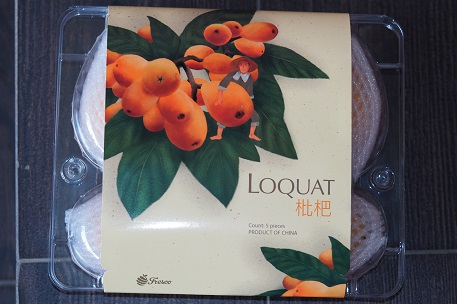 LOQUAT
枇杷
Count: 5 pieces
PRODUCT OF CHINA
Fresco